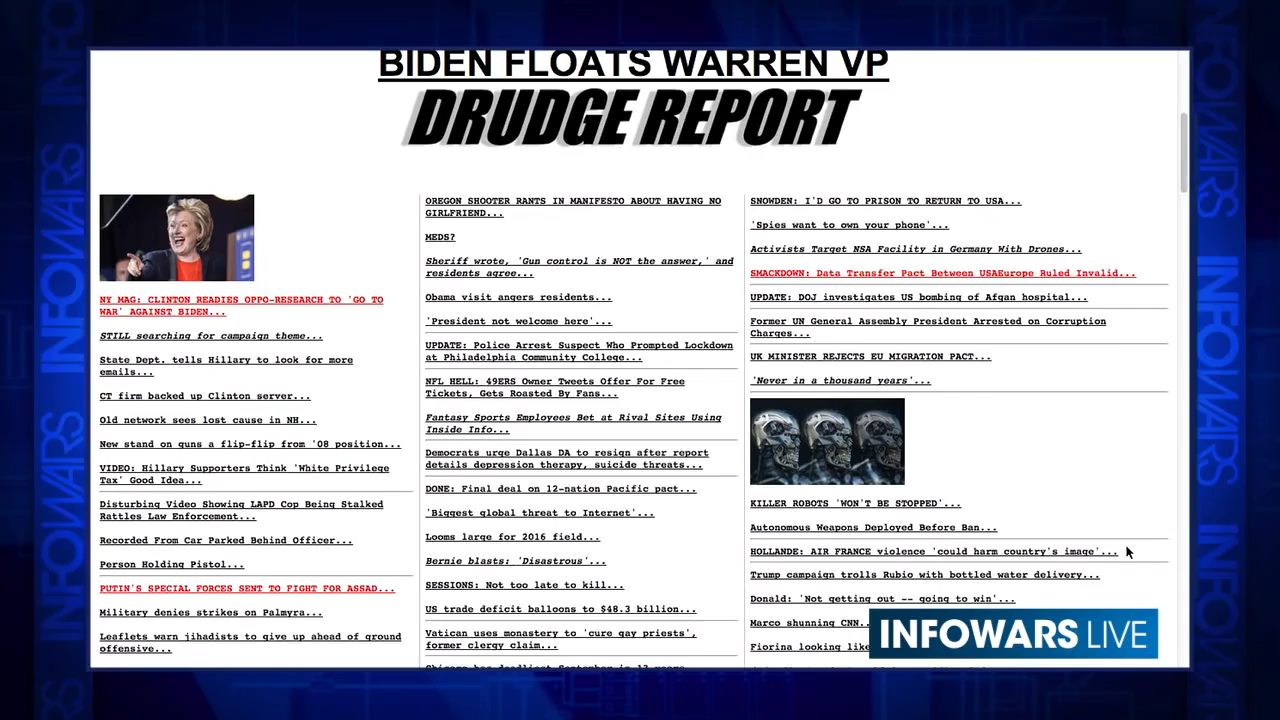 BIDEN FLOATS WARREN VP
DRUDGE REPORT
NY MAG: CLINTON READIES OPPO-RESEARCH TO 'GO TO
WAR' AGAINST BIDEN...
STILL searching for campaign theme...
State Dept. tells Hillary to look for more
emails...
CT firm backed up Clinton server...
Old network sees lost cause in NH...
New stand on guns a flip-flip from '08 position...
VIDEO: Hillary Supporters Think 'White Privilege
Tax' Good Idea...
Disturbing Video Showing LAPD Cop Being Stalked
Rattles Law Enforcement...
Recorded From Car Parked Behind Officer...
Person Holding Pistol...
PUTIN'S SPECIAL FORCES SENT TO FIGHT FOR ASSAD...
Military denies strikes on Palmyra...
Leaflets warn jihadists to give up ahead of ground
offensive...
OREGON SHOOTER RANTS IN MANIFESTO ABOUT HAVING NO
GIRLFRIEND...
MEDS?
Sheriff wrote, 'Gun control is NOT the answer,' and
residents agree...
Obama visit angers residents...
'President not welcome here'...
UPDATE: Police Arrest Suspect Who Prompted Lockdown
at Philadelphia Community College...
NFL HELL: 49ERS Owner Tweets Offer For Free
Tickets, Gets Roasted By Fans...
Fantasy Sports Employees Bet at Rival Sites Using
Inside Info...
Democrats urge Dallas DA to resign after report
details depression therapy, suicide threats...
DONE: Final deal on 12-nation Pacific pact...
'Biggest global threat to Internet'...
Looms large for 2016 field...
Bernie blasts: 'Disastrous'...
SESSIONS: Not too late to kill...
US trade deficit balloons to $48.3 billion...
Vatican uses monastery to 'cure gay priests',
former clergy claim...
Chicago has deadliest September in 13 years
SNOWDEN: I'D GO TO PRISON TO RETURN TO USA...
'Spies want to own your phone'...
Activists Target NSA Facility in Germany With Drones...
SMACKDOWN: Data Transfer Pact Between USAEurope Ruled Invalid...
UPDATE: DOJ investigates US bombing of Afgan hospital...
Former UN General Assembly President Arrested on Corruption
Charges...
UK MINISTER REJECTS EU MIGRATION PACT...
'Never in a thousand years'...
KILLER ROBOTS 'WON'T BE STOPPED'...
Autonomous Weapons Deployed Before Ban...
HOLLANDE: AIR FRANCE violence 'could harm country's image'...
Trump campaign trolls Rubio with bottled water delivery...
Donald: 'Not getting out -- going to win'...
Marco shunning CNN..
Fiorina looking like
INFOWARS LIVE
INFOWARS
INFOWARS